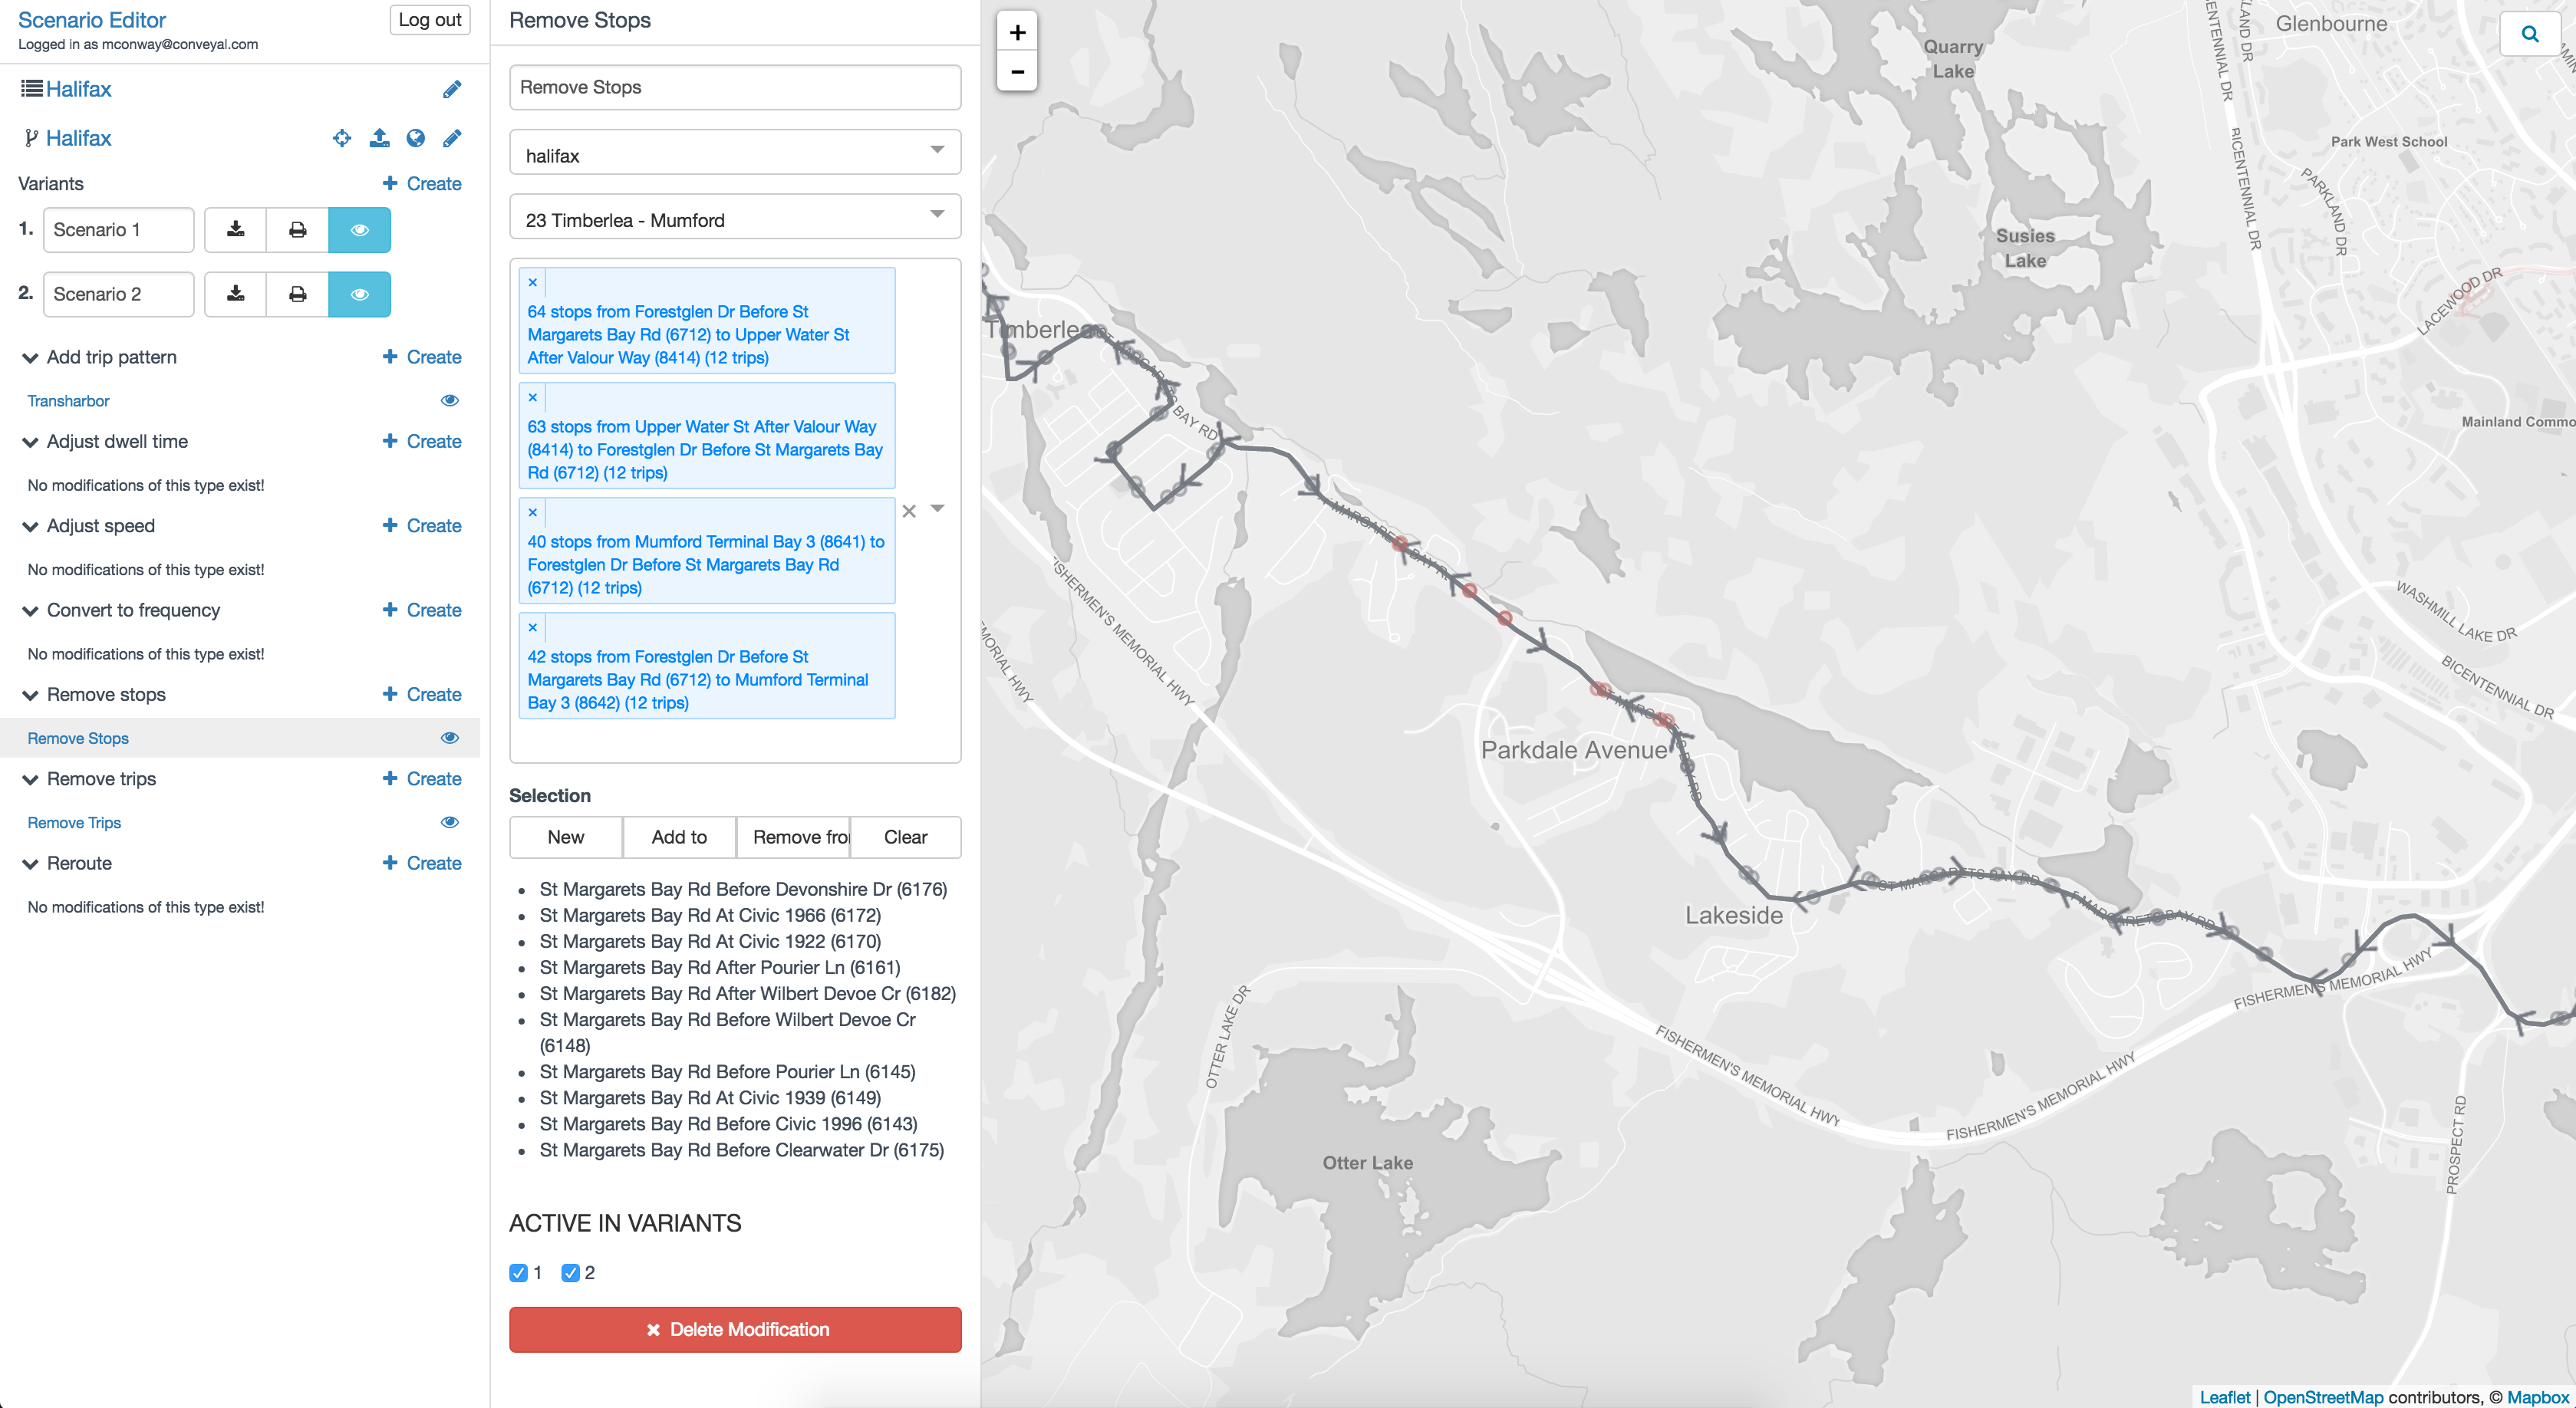 Scenario Editor
Log out
Logged in as mconway@conveyal.com
Halifax
Halifax
Variants
Create
1.
Scenario 1
2.
Scenario 2
Add trip pattern
Create
Transharbor
Adjust dwell time
Create
No modifications of this type exist!
Adjust speed
Create
No modifications of this type exist!
Convert to frequency
Create
No modifications of this type exist!
Remove stops
Create
Remove Stops
Remove trips
Create
Remove Trips
Reroute
Create
No modifications of this type exist!
Remove Stops
Remove Stops
halifax
23 Timberlea - Mumford
×
64 stops from Forestglen Dr Before St
Margarets Bay Rd (6712) to Upper Water St
After Valour Way (8414) (12 trips)
×
63 stops from Upper Water St After Valour Way
(8414) to Forestglen Dr Before St Margarets Bay
Rd (6712) (12 trips)
×
40 stops from Mumford Terminal Bay 3 (8641) to
Forestglen Dr Before St Margarets Bay Rd
(6712) (12 trips)
×
42 stops from Forestglen Dr Before St
Margarets Bay Rd (6712) to Mumford Terminal
Bay 3 (8642) (12 trips)
×
Selection
New
Add to
Remove fro
Clear
St Margarets Bay Rd Before Devonshire Dr (6176)
St Margarets Bay Rd At Civic 1966 (6172)
St Margarets Bay Rd At Civic 1922 (6170)
St Margarets Bay Rd After Pourier Ln (6161)
St Margarets Bay Rd After Wilbert Devoe Cr (6182)
St Margarets Bay Rd Before Wilbert Devoe Cr
(6148)
St Margarets Bay Rd Before Pourier Ln (6145)
St Margarets Bay Rd At Civic 1939 (6149)
St Margarets Bay Rd Before Civic 1996 (6143)
St Margarets Bay Rd Before Clearwater Dr (6175)
ACTIVE IN VARIANTS
1
2
Delete Modification
+
−
Glenbourne
Quarry
Lake
BICENTENNIAL DR
Park West School
PARKLAND DR
Susies
Lake
LACEWOOD DR
Mainland Commo
Timberlea
BAY RD
FISHERMEN'S MEMORIAL HWY
EMORIAL HWY
WASHMILL LAKE DR
BICENTENNIAL DR
Parkdale Avenue
Lakeside
ST MARGARETS BAY RD
FISHERMEN'S MEMORIAL HWY
OTTER LAKE DR
FISHERMEN'S MEMORIAL HWY
FISHERMEN'S MEMORIAL HWY
PROSPECT RD
Otter Lake
Leaflet | OpenStreetMap contributors, © Mapbox